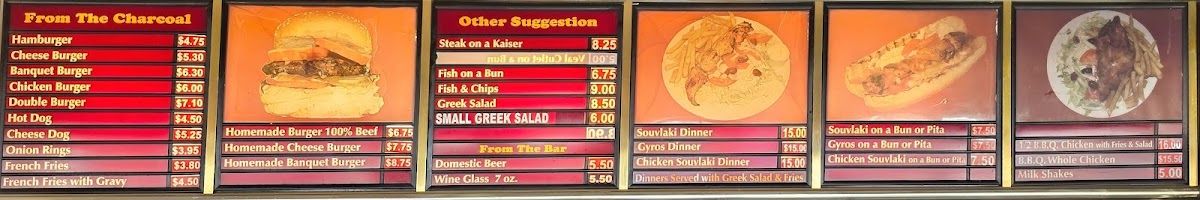 From The Charcoal
Hamburger $4.75
Cheese Burger $5.30
Banquet Burger $6.30
Chicken Burger $6.00
Double Burger $7.10
Hot Dog $4.50
Cheese Dog $5.25
Onion Rings $3.95
French Fries $3.80
French Fries with Gravy $4.50
Homemade Burger 100% Beef $6.75
Homemade Cheese Burger $7.75
Homemade Banquet Burger $8.75
Other Suggestion
Steak on a Kaiser 8.25
Veal Cutlet on a Bun 5.00
Fish on a Bun 6.75
Fish & Chips 9.00
Greek Salad 8.50
SMALL GREEK SALAD 6.00
From The Bar
Domestic Beer 5.50
Wine Glass 7 oz. 5.50
Souvlaki Dinner 15.00
Gyros Dinner $15.00
Chicken Souvlaki Dinner 15.00
Dinners Served with Greek Salad & Fries
Souvlaki on a Bun or Pita $7.50
Gyros on a Bun or Pita $7.50
Chicken Souvlaki on a Bun or Pita 7.50
1/2 B.B.Q. Chicken with Fries & Salad 16.00
B.B.Q. Whole Chicken $15.50
Milk Shakes 5.00